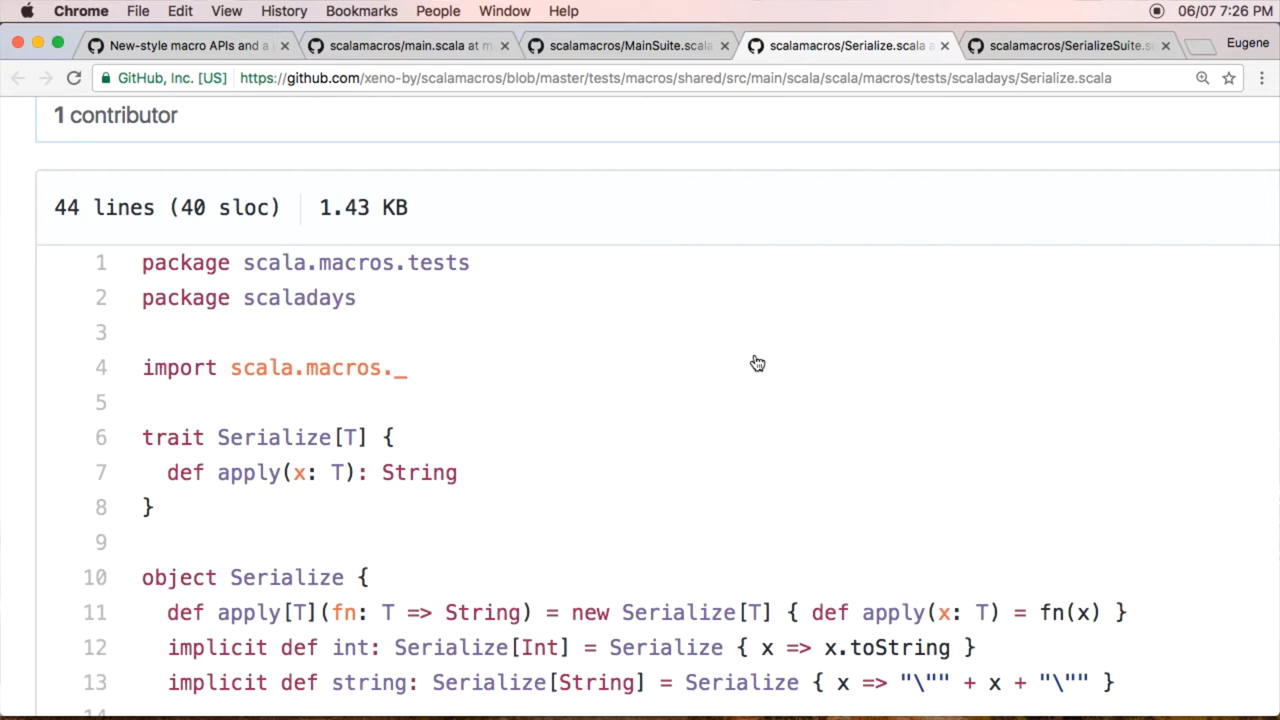 Chrome File Edit View History Bookmarks People Window Help 06/07 7:26 PM
New-style macro APIs and a scalamacros/main.scala at m scalamacros/MainSuite.scala scalamacros/Serialize.scala a scalamacros/SerializeSuite.s Eugene
GitHub, Inc. [US] https://github.com/xeno-by/scalamacros/blob/master/tests/macros/shared/src/main/scala/scala/macros/tests/scaladays/Serialize.scala
1 contributor
44 lines (40 sloc) 1.43 KB
1 package scala.macros.tests
2 package scaladays
3
4 import scala.macros._
5
6 trait Serialize[T] {
7 def apply(x: T): String
8 }
9
10 object Serialize {
11 def apply[T](fn: T => String) = new Serialize[T] { def apply(x: T) = fn(x) }
12 implicit def int: Serialize[Int] = Serialize { x => x.toString }
13 implicit def string: Serialize[String] = Serialize { x => "\"" + x + "\"" }
14